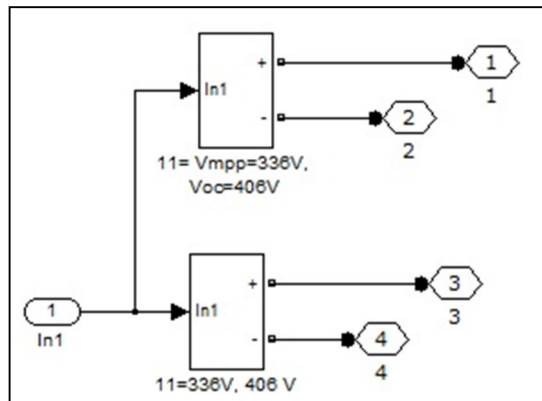 +
1
In1
1
-
2
2
11= Vmpp=336V,
Voc=406V
+
3
1
In1
3
In1
-
4
4
11=336V, 406 V